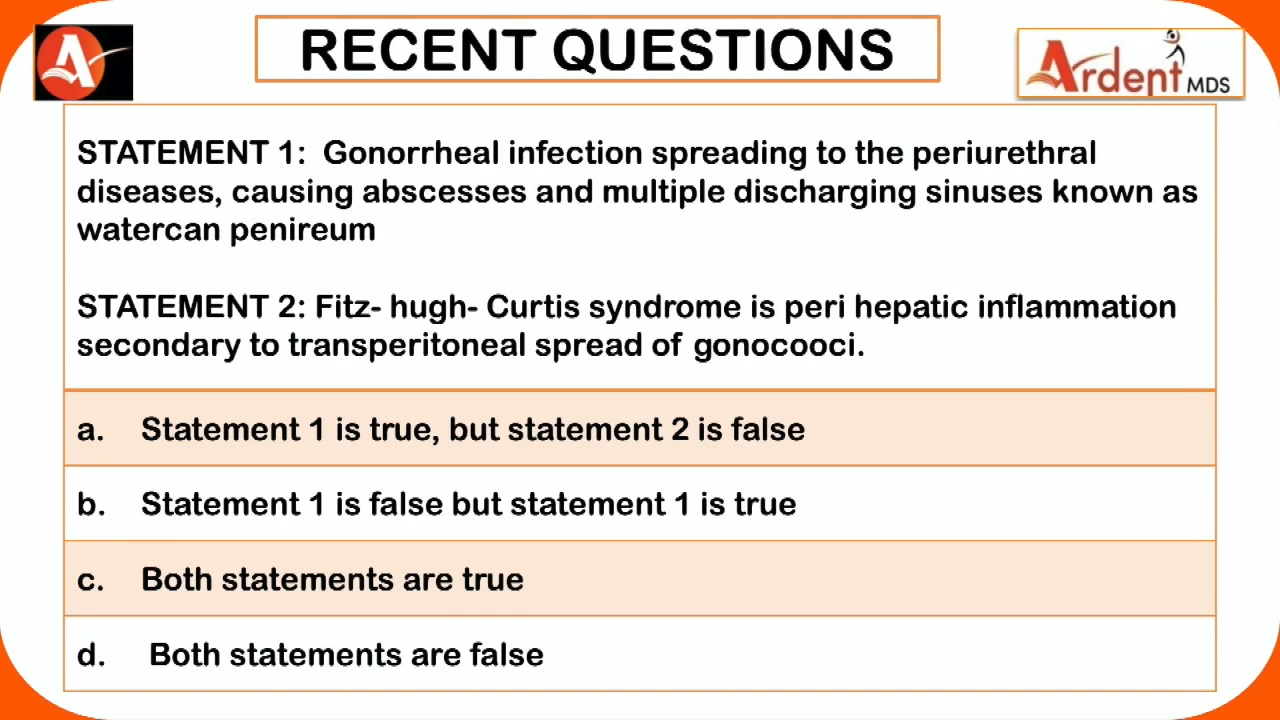 RECENT QUESTIONS
A
Ardent MDS
STATEMENT 1: Gonorrheal infection spreading to the periurethral
diseases, causing abscesses and multiple discharging sinuses known as
watercan penireum
STATEMENT 2: Fitz- hugh- Curtis syndrome is peri hepatic inflammation
secondary to transperitoneal spread of gonocooci.
a. Statement 1 is true, but statement 2 is false
b. Statement 1 is false but statement 1 is true
c. Both statements are true
d. Both statements are false